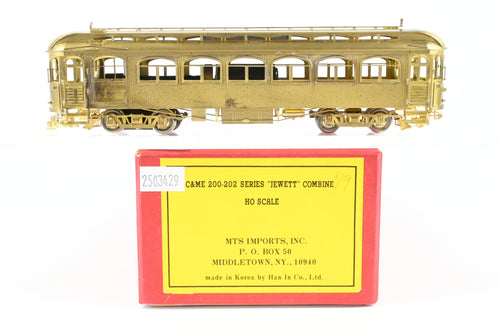 2503429
C&ME 200-202 SERIES "JEWETT" COMBINE
HO SCALE
MTS IMPORTS, INC.
P. O. BOX 50
MIDDLETOWN, NY., 10940
made in Korea by Han In Co., Ltd.